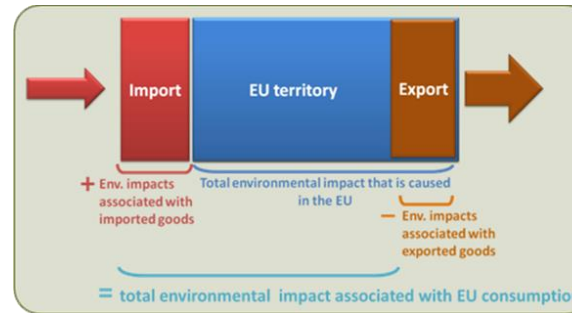 Import
EU territory
Export
+ Env. impacts
associated with
imported goods
Total environmental impact that is caused
in the EU
− Env. impacts
associated with
exported goods
= total environmental impact associated with EU consumptio